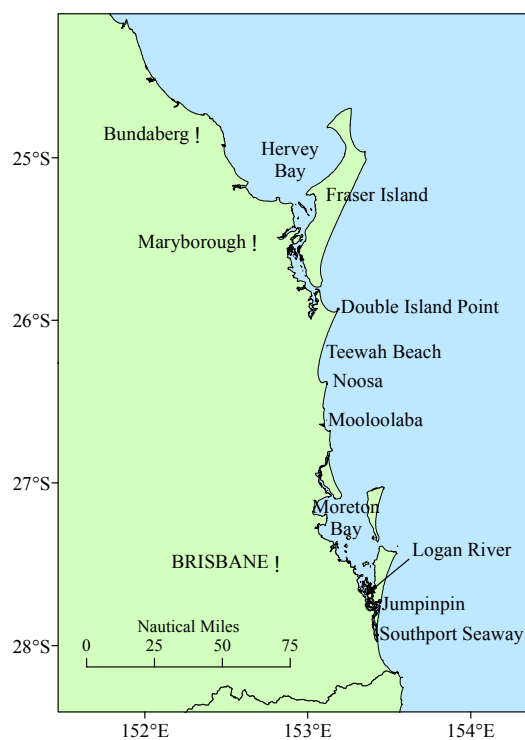 Bundaberg !
25°S
Hervey
Bay
Fraser Island
Maryborough !
26°S
Double Island Point
Teewah Beach
Noosa
Mooloolaba
27°S
Moreton
Bay
Logan River
BRISBANE !
Jumpinpin
Nautical Miles
Southport Seaway
28°S
0 25 50 75
152°E 153°E 154°E